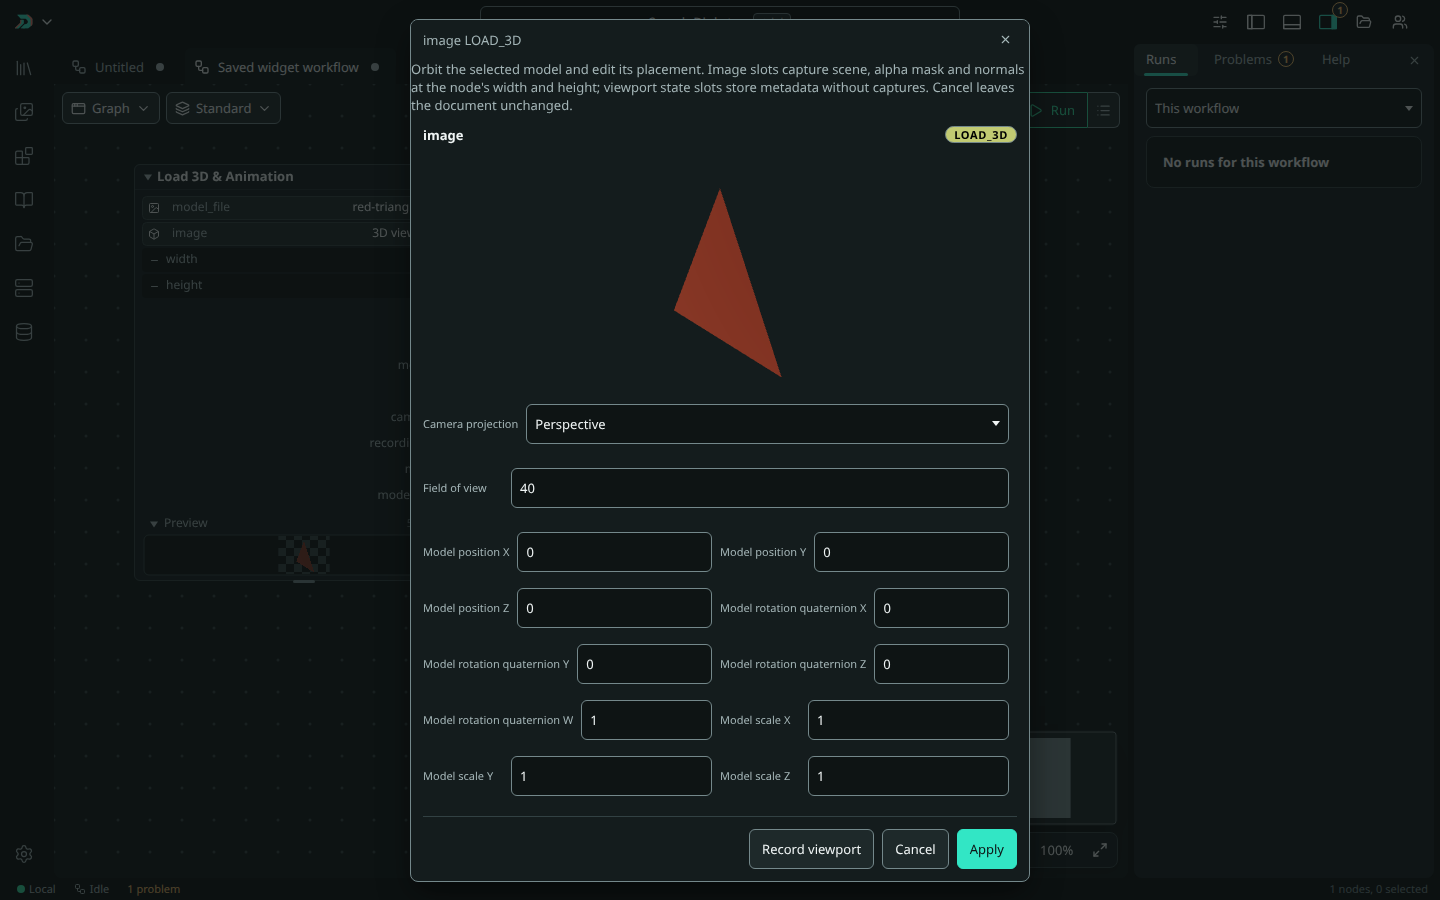 image LOAD_3D
Orbit the selected model and edit its placement. Image slots capture scene, alpha mask and normals
at the node's width and height; viewport state slots store metadata without captures. Cancel leaves
the document unchanged.
image
LOAD_3D
Camera projection
Perspective
Field of view
40
Model position X
0
Model position Y
0
Model position Z
0
Model rotation quaternion X
0
Model rotation quaternion Y
0
Model rotation quaternion Z
0
Model rotation quaternion W
1
Model scale X
1
Model scale Y
1
Model scale Z
1
Record viewport
Cancel
Apply
Untitled
Saved widget workflow
Graph
Standard
Run
Load 3D & Animation
model_file
red-triang
image
3D view
width
height
recordi
mode
Preview
Runs
Problems
1
Help
1
This workflow
No runs for this workflow
100%
Local
Idle
1 problem
1 nodes, 0 selected